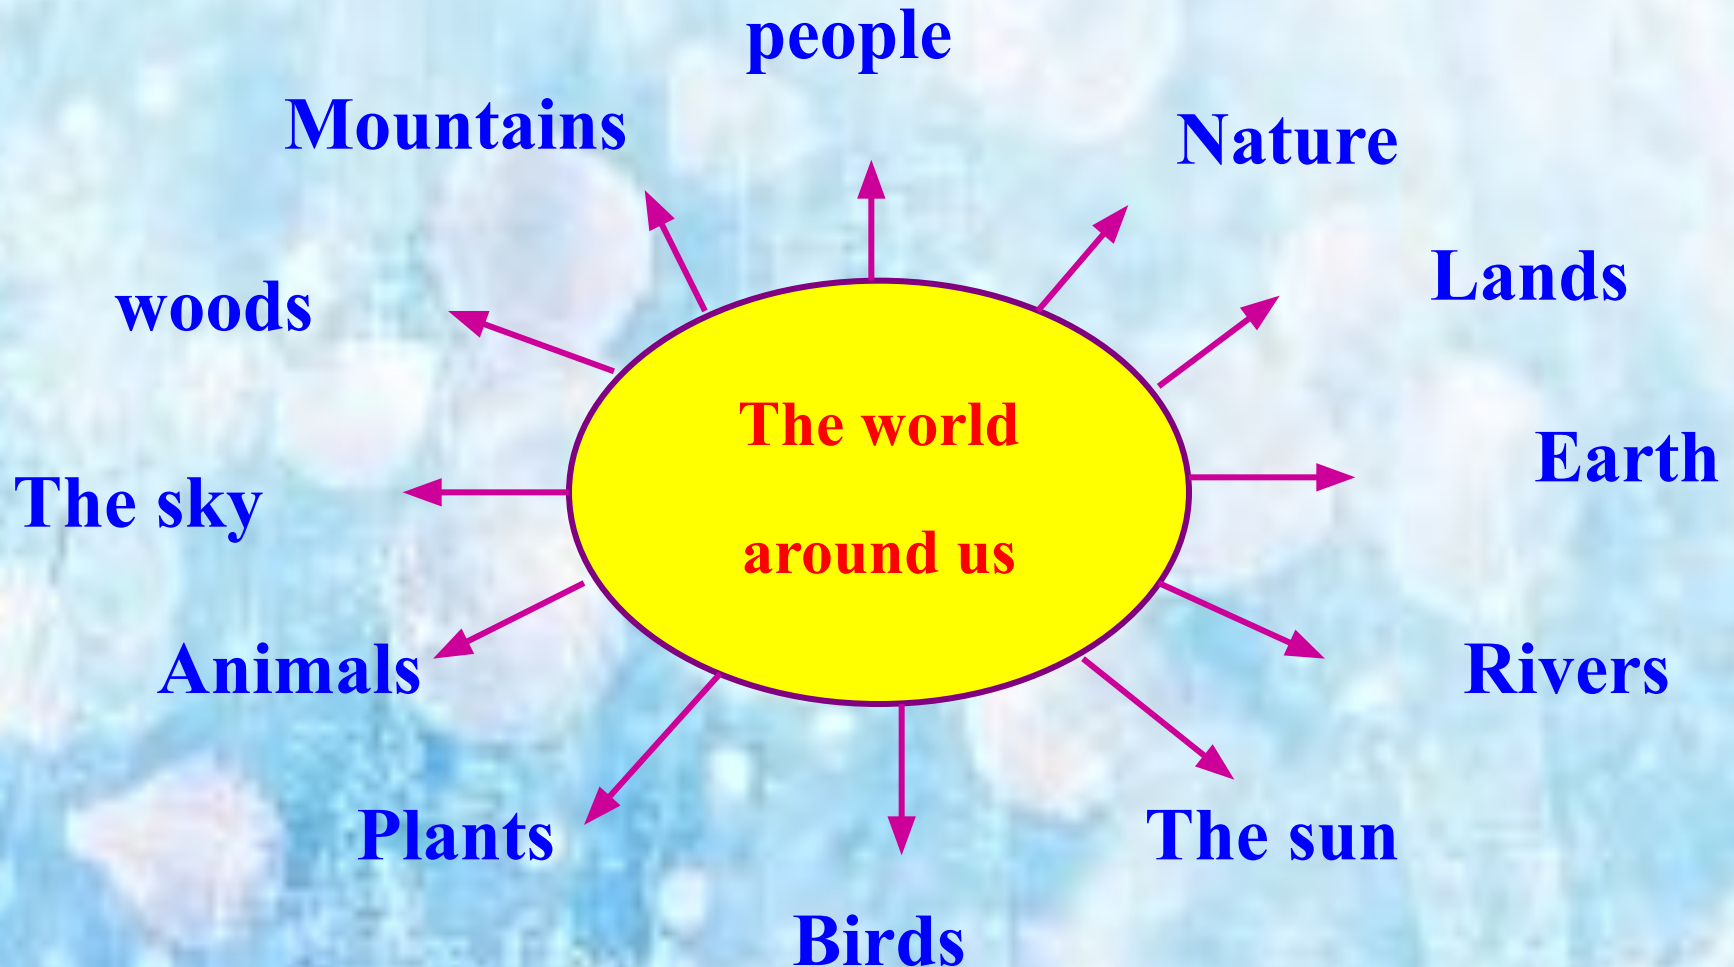 people
Mountains
Nature
Lands
woods
The world
around us
Earth
The sky
Animals
Rivers
Plants
The sun
Birds